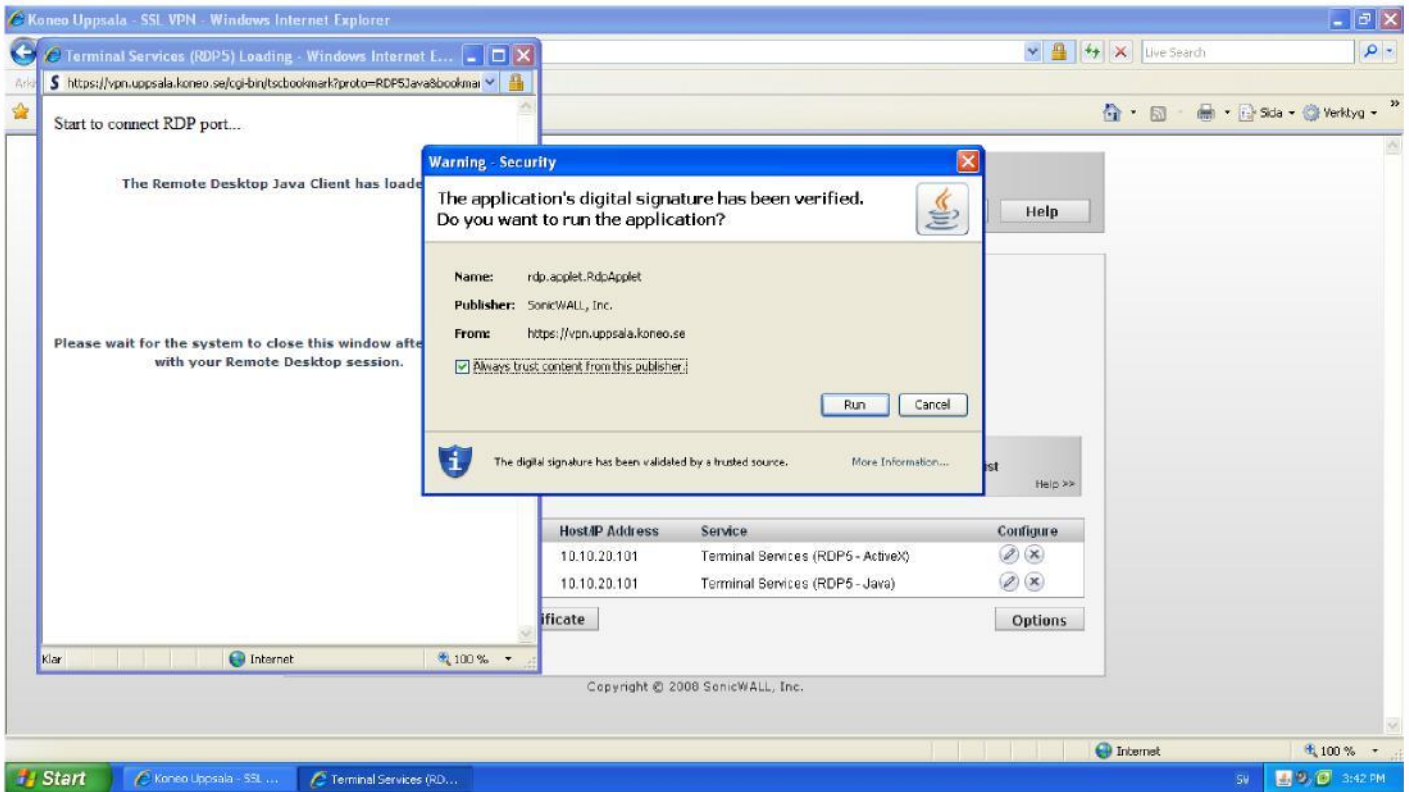 Koneo Uppsala - SSL VPN - Windows Internet Explorer
Terminal Services (RDP5) Loading - Windows Internet E...
Live Search
https://vpn.uppsala.koneo.se/cgi-bin/tscbookmark?proto=RDP5Java&bookmar
Start to connect RDP port...
Sida
Verktyg
»
The Remote Desktop Java Client has loade
Warning - Security
The application's digital signature has been verified.
Do you want to run the application?
Help
Name: rdp.applet.RdpApplet
Publisher: SonicWALL, Inc.
From: https://vpn.uppsala.koneo.se
Please wait for the system to close this window afte
with your Remote Desktop session.
Always trust content from this publisher.
Run
Cancel
The digital signature has been validated by a trusted source.
More Information...
ist
Help >>
Host/IP Address Service Configure
10.10.20.101 Terminal Services (RDP5 - ActiveX)
10.10.20.101 Terminal Services (RDP5 - Java)
ificate
Options
Klar
Internet
100 %
Copyright © 2008 SonicWALL, Inc.
Internet
100 %
Start
Koneo Uppsala - SSL ...
Terminal Services (RD...
SV
3:42 PM